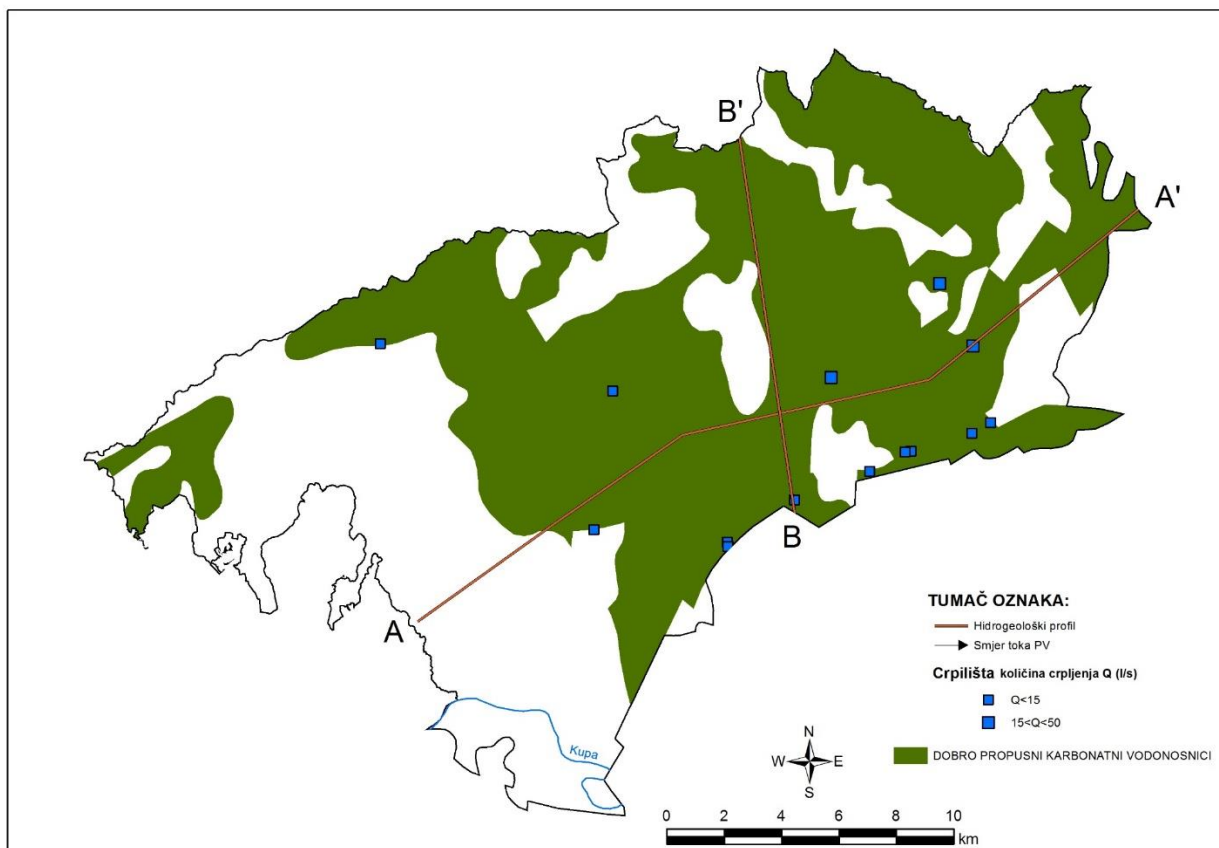 B'
A'
A
B
Kupa
TUMAČ OZNAKA:
Hidrogeološki profil
Smjer toka PV
Crpilišta količina crpljenja Q (l/s)
Q<15
15<Q<50
DOBRO PROPUSNI KARBONATNI VODONOSNICI
N
W E
S
0 2 4 6 8 10
km